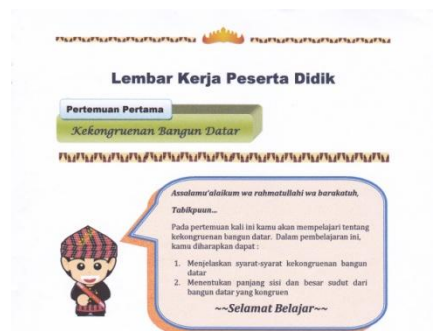 Lembar Kerja Peserta Didik
Pertemuan Pertama
Kekongruenan Bangun Datar
Assalamu'alaikum wa rahmatullahi wa barakatuh,
Tabikpuun...
Pada pertemuan kali ini kamu akan mempelajari tentang
kekongruenan bangun datar. Dalam pembelajaran ini,
kamu diharapkan dapat :
1. Menjelaskan syarat-syarat kekongruenan bangun
datar
2. Menentukan panjang sisi dan besar sudut dari
bangun datar yang kongruen
~~Selamat Belajar~~